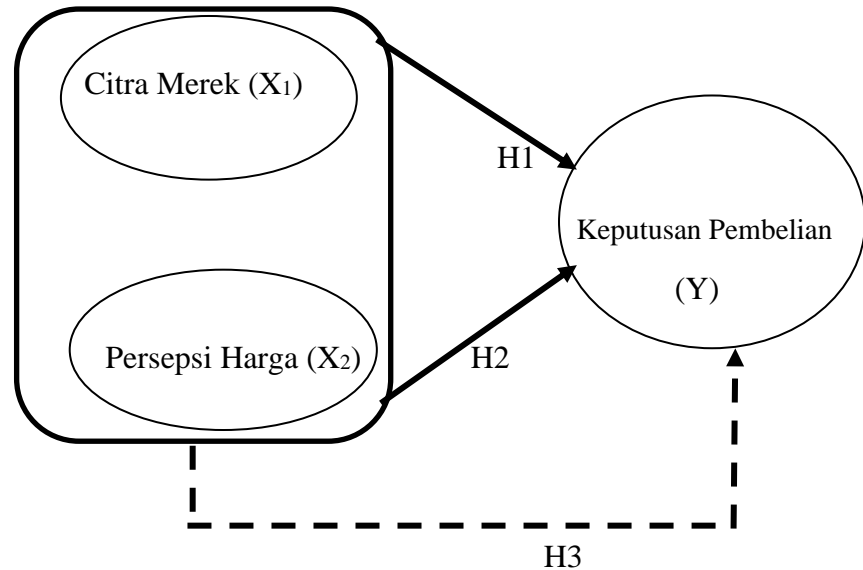 Citra Merek (X₁)
H1
Keputusan Pembelian
(Y)
Persepsi Harga (X₂)
H2
H3